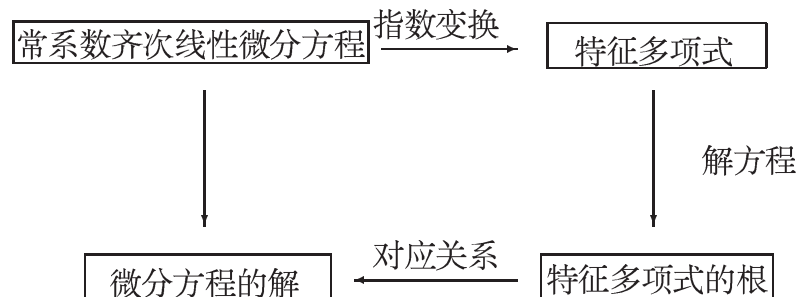 常系数齐次线性微分方程
指数变换
特征多项式
解方程
微分方程的解
对应关系
特征多项式的根